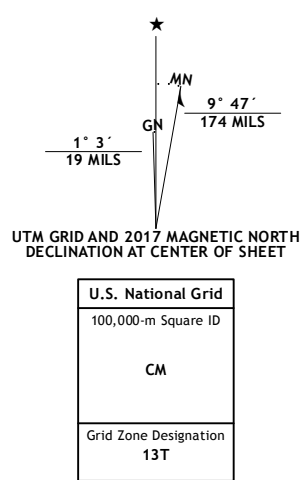 ★
MN
GN
9° 47´
174 MILS
1° 3´
19 MILS
UTM GRID AND 2017 MAGNETIC NORTH
DECLINATION AT CENTER OF SHEET
U.S. National Grid
100,000-m Square ID
CM
Grid Zone Designation
13T